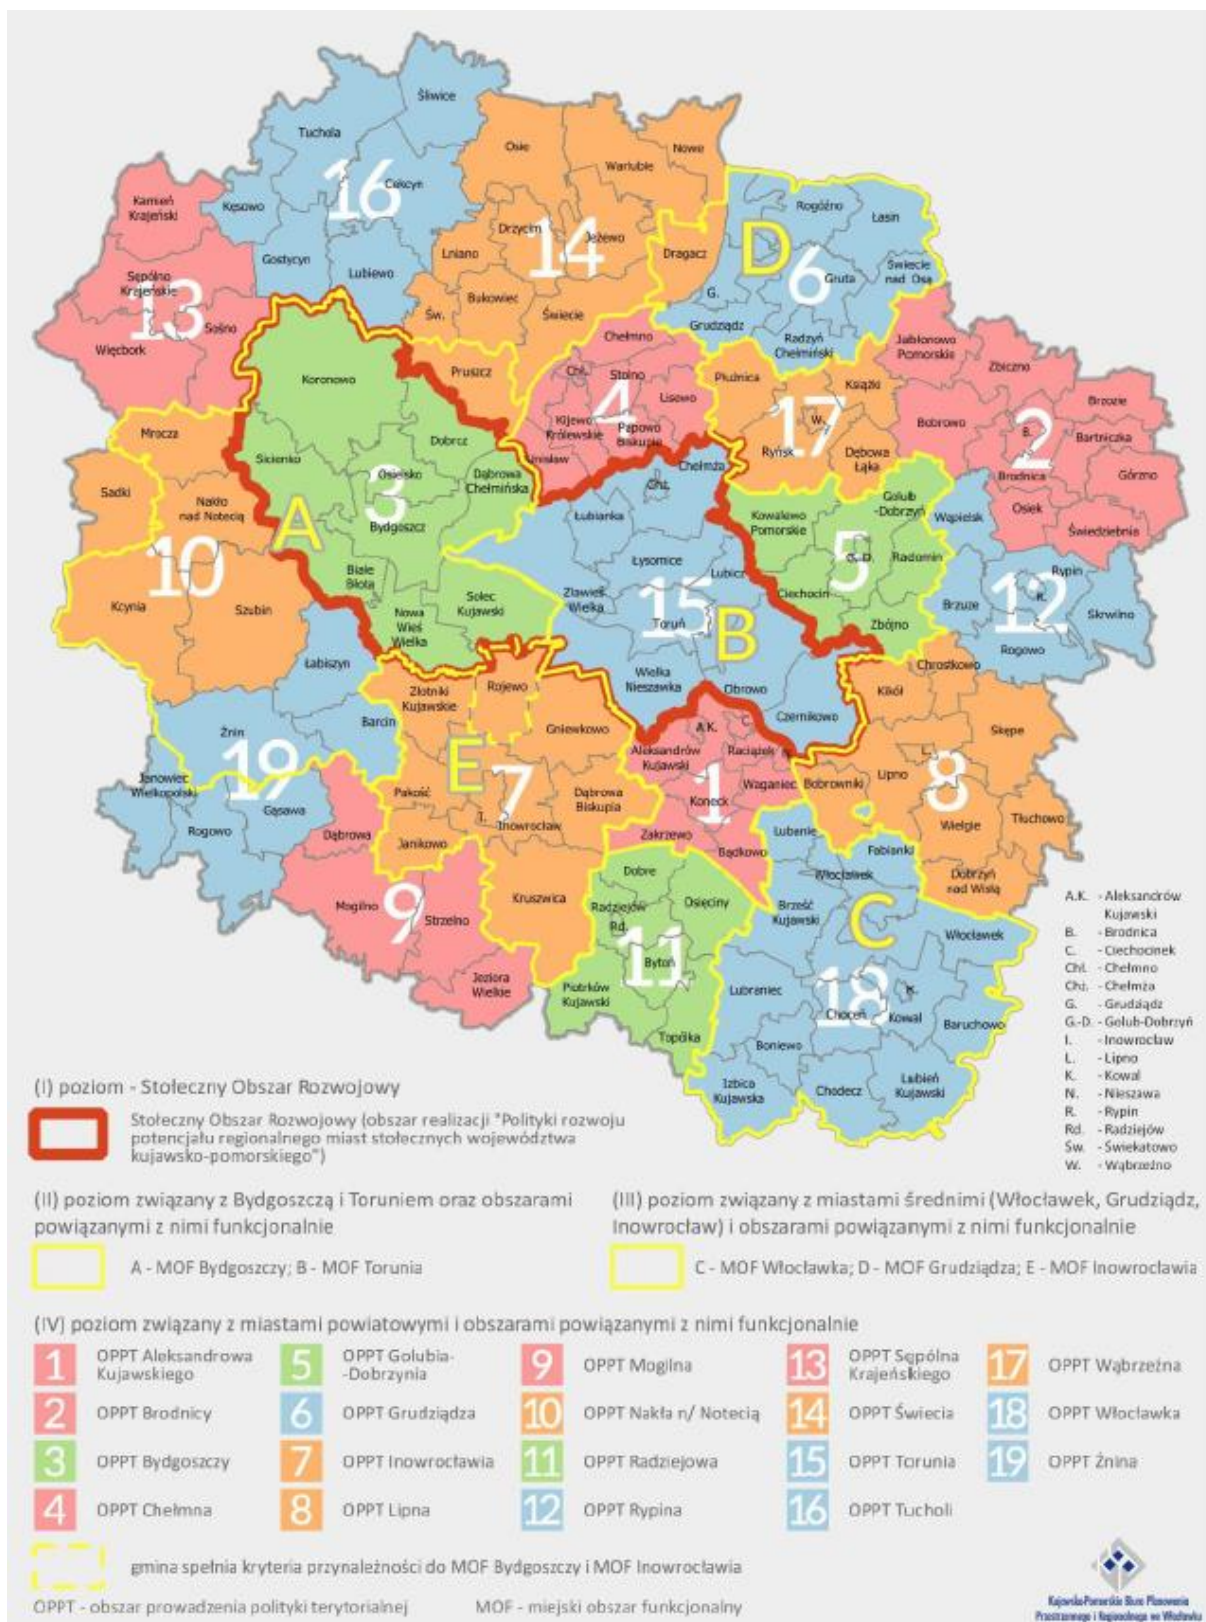 Śliwice
Tuchola
Osie
Nowe
Warlubie
16
Cekcyn
Kamień
Krajeński
Kęsowo
Rogóźno
Łasin
Drzycim
14
Jeżewo
D
Lniano
Dragacz
6
Gostycyn
Lubiewo
Świecie
nad Osą
Sępólno
Krajeńskie
13
Gruta
G.
Bukowiec
Św.
Świecie
Sośno
Więcbork
Grudziądz
Radzyń
Chełmiński
Chełmno
Jabłonowo
Pomorskie
Zbiczno
Koronowo
Pruszcz
Chł.
Stolno
4
Lisewo
Płużnica
Książki
17
W.
Brzozie
Kijewo
Królewskie
Papowo
Biskupie
Bobrowo
2
B.
Bartniczka
Mrocza
Sicienko
Dobrcz
Unisław
Ryńsk
Dębowa
Łąka
Osielsko
Chełmża
Chż.
Brodnica
Górzno
Sadki
Dąbrowa
Chełmińska
3
Nakło
nad Notecią
A
Bydgoszcz
Łubianka
Kowalewo
Pomorskie
Golub
-Dobrzyń
Wąpielsk
Osiek
Świedziebnia
10
Łysomice
5
G. D.
Radomin
Białe
Błota
Lubicz
Rypin
Kcynia
Szubin
Solec
Kujawski
Zławieś
Wielka
15
Toruń
B
Ciechocin
Brzuze
12
R.
Skrwilno
Nowa
Wieś
Wielka
Zbójno
Rogowo
Łabiszyn
Wielka
Nieszawka
Obrowo
Chrostkowo
Złotniki
Kujawskie
Rojewo
Kikół
Barcin
Czernikowo
Żnin
Gniewkowo
A.K.
C.
Skępe
19
E
Aleksandrów
Kujawski
Raciążek
L.
Janowiec
Wielkopolski
7
Lipno
8
Pakość
Dąbrowa
Biskupia
Waganiec
Bobrowniki
Gąsawa
I.
Inowrocław
Koneck
1
Rogowo
Dąbrowa
Janikowo
Zakrzewo
Lubanie
Wielgie
Tłuchowo
Bądkowo
Fabianki
Dobre
Włocławek
Dobrzyń
nad Wisłą
Kruszwica
Mogilno
9
Strzelno
Radziejów
Rd.
Osięciny
Brześć
Kujawski
C
Włocławek
11
Bytoń
Jeziora
Wielkie
Piotrków
Kujawski
Lubraniec
18
K.
Choceń
Kowal
Baruchowo
Topólka
Boniewo
Izbica
Kujawska
Chodecz
Lubień
Kujawski
A.K. - Aleksandrów
Kujawski
B. - Brodnica
C. - Ciechocinek
Chł. - Chełmno
Chż. - Chełmża
G. - Grudziądz
G.-D. - Golub-Dobrzyń
I. - Inowrocław
L. - Lipno
K. - Kowal
N. - Nieszawa
R. - Rypin
Rd. - Radziejów
Św. - Świekatowo
W. - Wąbrzeźno
(I) poziom - Stołeczny Obszar Rozwojowy
Stołeczny Obszar Rozwojowy (obszar realizacji "Polityki rozwoju
potencjału regionalnego miast stołecznych województwa
kujawsko-pomorskiego")
(II) poziom związany z Bydgoszczą i Toruniem oraz obszarami
powiązanymi z nimi funkcjonalnie
A - MOF Bydgoszczy; B - MOF Torunia
(III) poziom związany z miastami średnimi (Włocławek, Grudziądz,
Inowrocław) i obszarami powiązanymi z nimi funkcjonalnie
C - MOF Włocławka; D - MOF Grudziądza; E - MOF Inowrocławia
(IV) poziom związany z miastami powiatowymi i obszarami powiązanymi z nimi funkcjonalnie
1 OPPT Aleksandrowa
Kujawskiego
2 OPPT Brodnicy
3 OPPT Bydgoszczy
4 OPPT Chełmna
5 OPPT Golubia-
-Dobrzynia
6 OPPT Grudziądza
7 OPPT Inowrocławia
8 OPPT Lipna
9 OPPT Mogilna
10 OPPT Nakła n/ Notecią
11 OPPT Radziejowa
12 OPPT Rypina
13 OPPT Sępólna
Krajeńskiego
14 OPPT Świecia
15 OPPT Torunia
16 OPPT Tucholi
17 OPPT Wąbrzeźna
18 OPPT Włocławka
19 OPPT Żnina
gmina spełnia kryteria przynależności do MOF Bydgoszczy i MOF Inowrocławia
OPPT - obszar prowadzenia polityki terytorialnej
MOF - miejski obszar funkcjonalny
Kujawsko-Pomorskie Biuro Planowania
Przestrzennego i Regionalnego we Włocławku